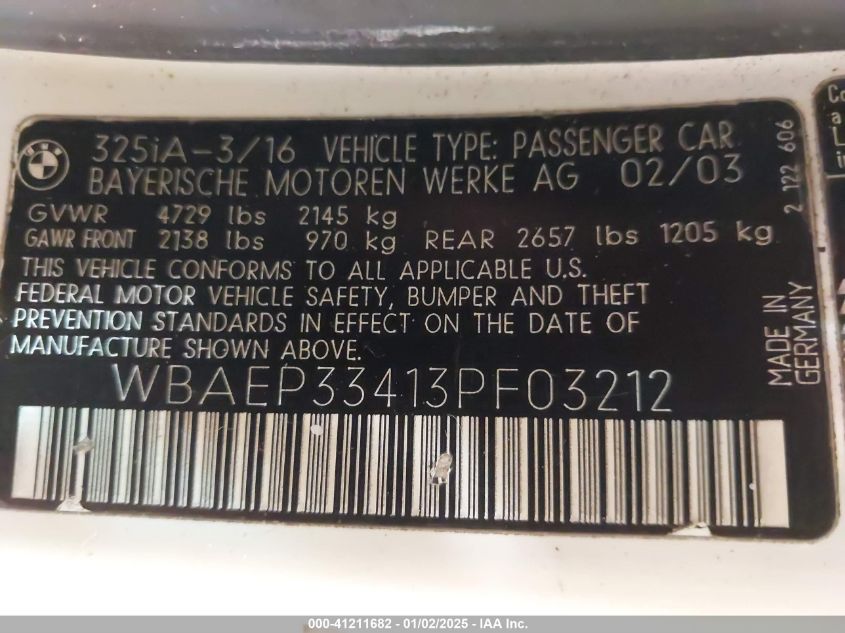 BMW
325iA-3/16 VEHICLE TYPE: PASSENGER CAR
BAYERISCHE MOTOREN WERKE AG 02/03
GVWR 4729 lbs 2145 kg
GAWR FRONT 2138 lbs 970 kg REAR 2657 lbs 1205 kg
THIS VEHICLE CONFORMS TO ALL APPLICABLE U.S.
FEDERAL MOTOR VEHICLE SAFETY, BUMPER AND THEFT
PREVENTION STANDARDS IN EFFECT ON THE DATE OF
MANUFACTURE SHOWN ABOVE.
WBAEP33413PF03212
2 122 606
MADE IN
GERMANY
Co
a
L
i
000-41211682 - 01/02/2025 - IAA Inc.